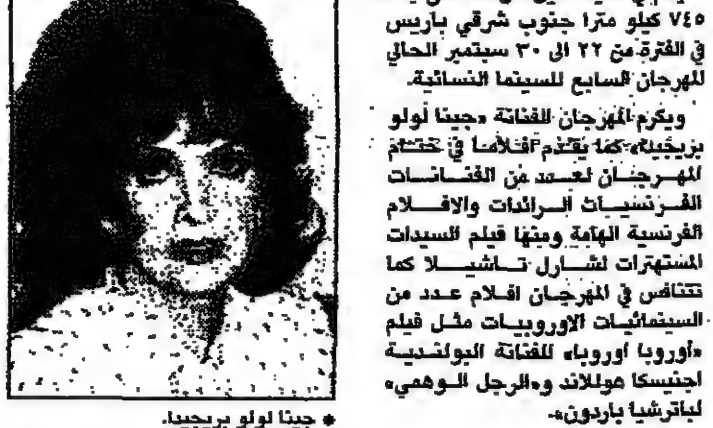 ٧٤٥ كيلو مترا جنوب شرقي باريس
في الفترة من ٢٢ الى ٣٠ سبتمبر الحالي
المهرجان السابع للسينما النسائية.
ويكرم المهرجان الفنانة «جينا لولو
بريجيدا» كما يقدم افلاما في ختام
المهرجان لعدد من الفنانات
الفرنسيات الرائدات والافلام
الفرنسية الهامة ومنها فيلم السيدات
المستهترات لشارل تاشيلا كما
تتنافس في المهرجان افلام عدد من
السينمائيات الاوروبيات مثل فيلم
«أوروبا أوروبا» للفنانة البولندية
اجنيسكا هوللاند و«الرجل الوهمي»
لباترشيا باردون».
* جينا لولو بريجيدا.